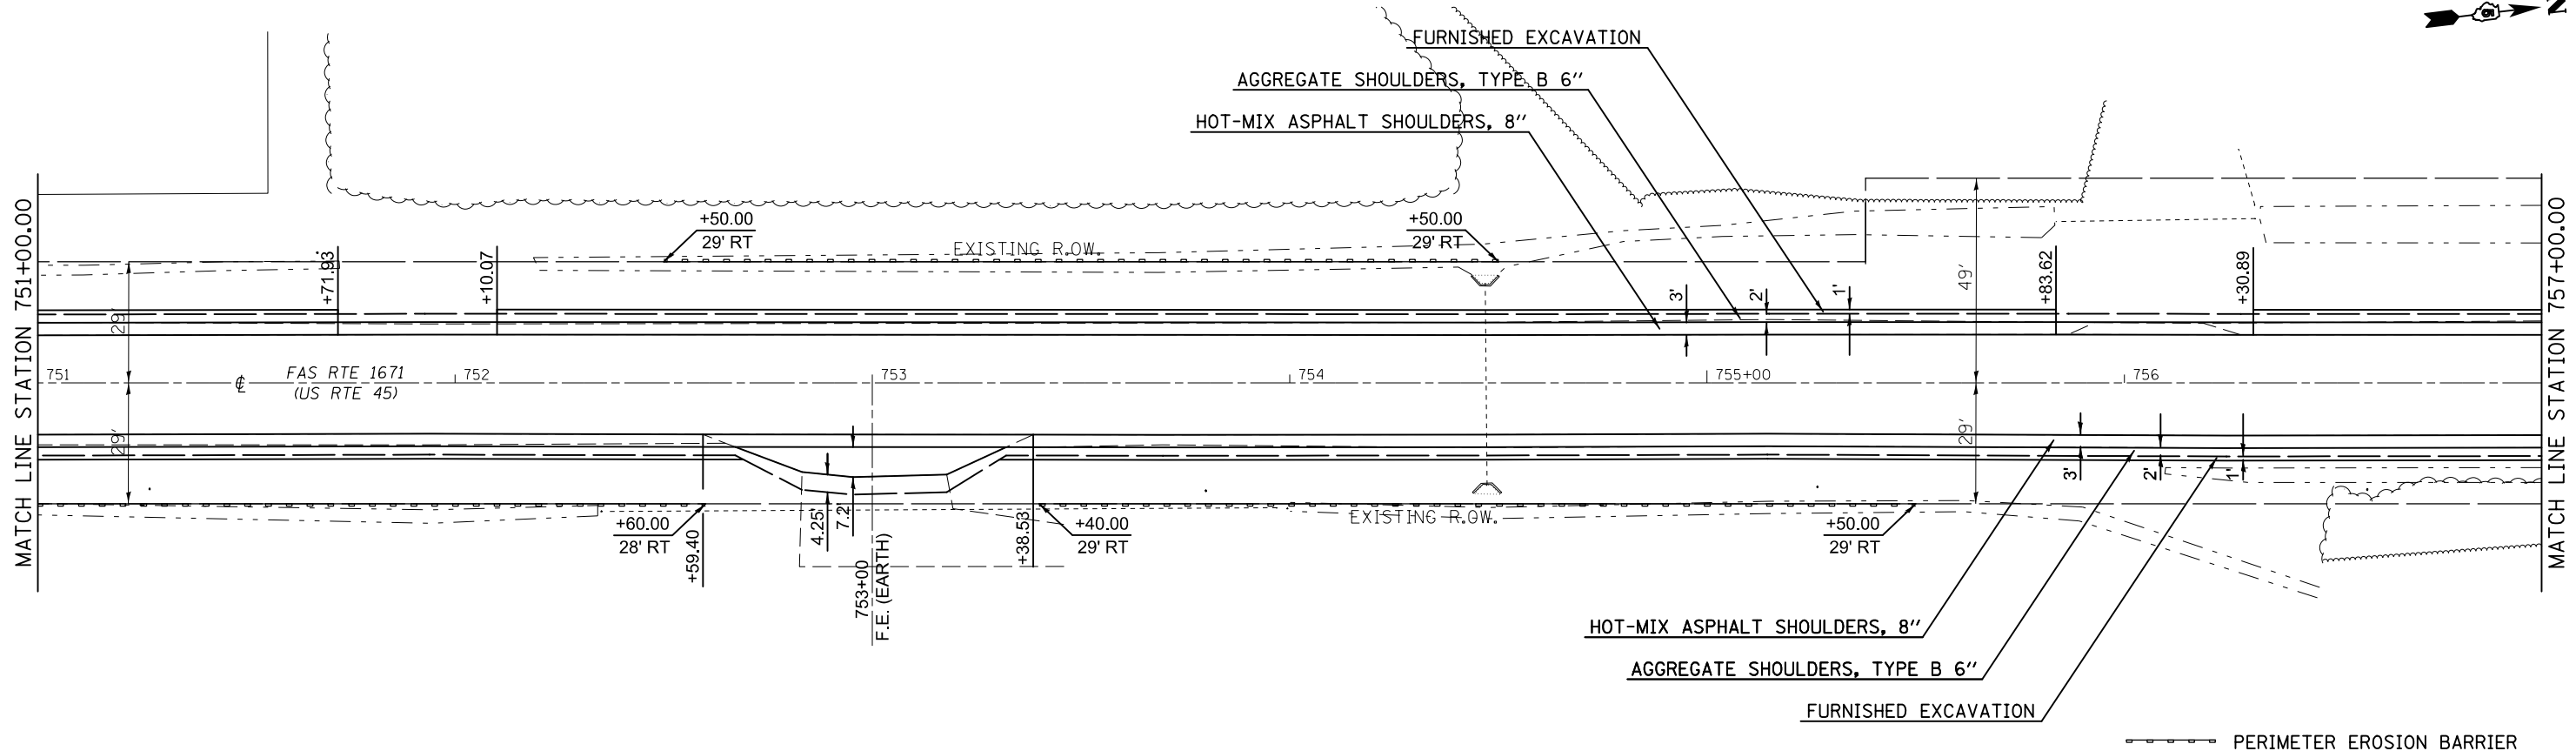 N
FURNISHED EXCAVATION
AGGREGATE SHOULDERS, TYPE B 6"
HOT-MIX ASPHALT SHOULDERS, 8"
MATCH LINE STATION 751+00.00
MATCH LINE STATION 757+00.00
+50.00
29' RT
+50.00
29' RT
EXISTING R.O.W.
+71.93
+10.07
+83.62
+30.89
49'
3'
2'
1'
29'
751
℄
FAS RTE 1671
(US RTE 45)
752
753
754
755+00
756
29'
29'
3'
2'
1'
4.25
7.2
+60.00
28' RT
+59.40
753+00
F.E. (EARTH)
+38.53
+40.00
29' RT
EXISTING R.O.W.
+50.00
29' RT
HOT-MIX ASPHALT SHOULDERS, 8"
AGGREGATE SHOULDERS, TYPE B 6"
FURNISHED EXCAVATION
PERIMETER EROSION BARRIER